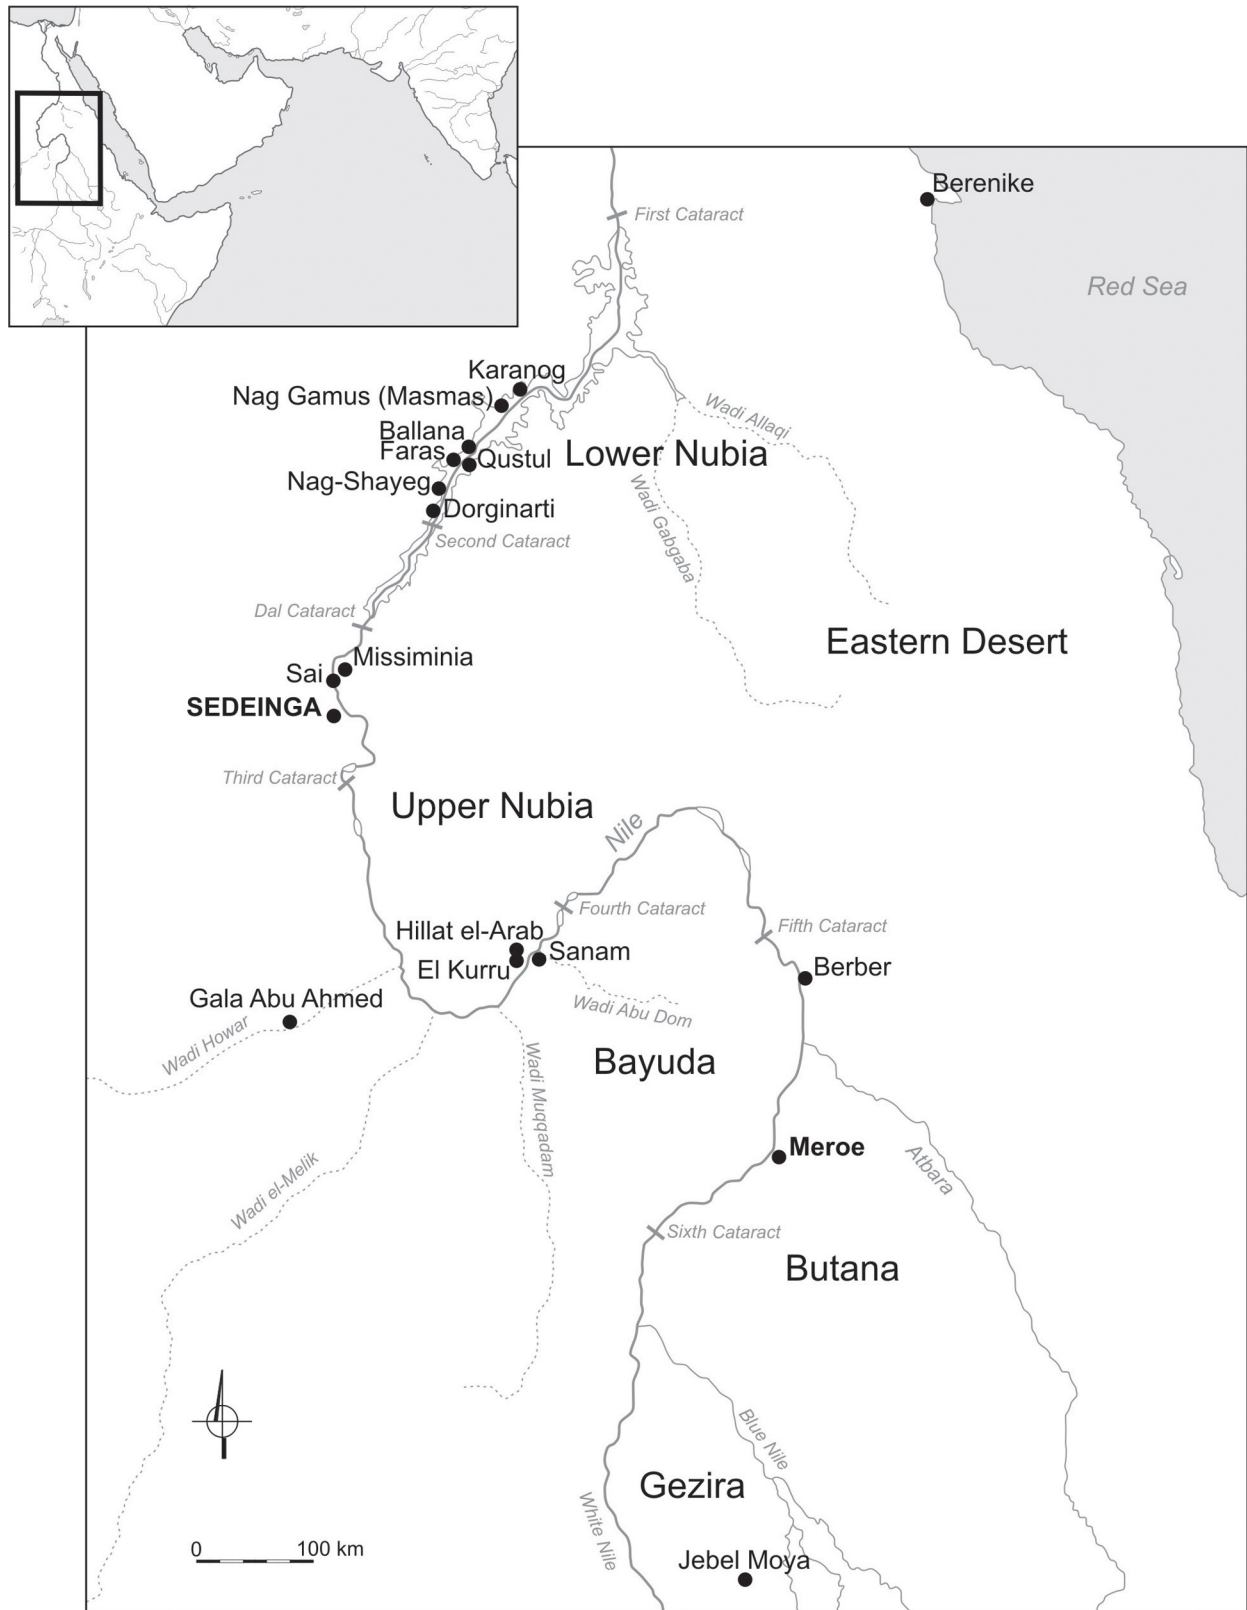 Berenike
First Cataract
Red Sea
Karanog
Nag Gamus (Masmas)
Wadi Allaqi
Ballana
Faras
Qustul
Lower Nubia
Nag-Shayeg
Wadi Gabgaba
Dorginarti
Second Cataract
Dal Cataract
Eastern Desert
Missiminia
Sai
SEDEINGA
Third Cataract
Upper Nubia
Nile
Fourth Cataract
Fifth Cataract
Hillat el-Arab
Sanam
El Kurru
Berber
Gala Abu Ahmed
Wadi Abu Dom
Wadi Howar
Bayuda
Wadi Muqqadam
Meroe
Atbara
Wadi el-Melik
Sixth Cataract
Butana
Blue Nile
Gezira
White Nile
0 100 km
Jebel Moya